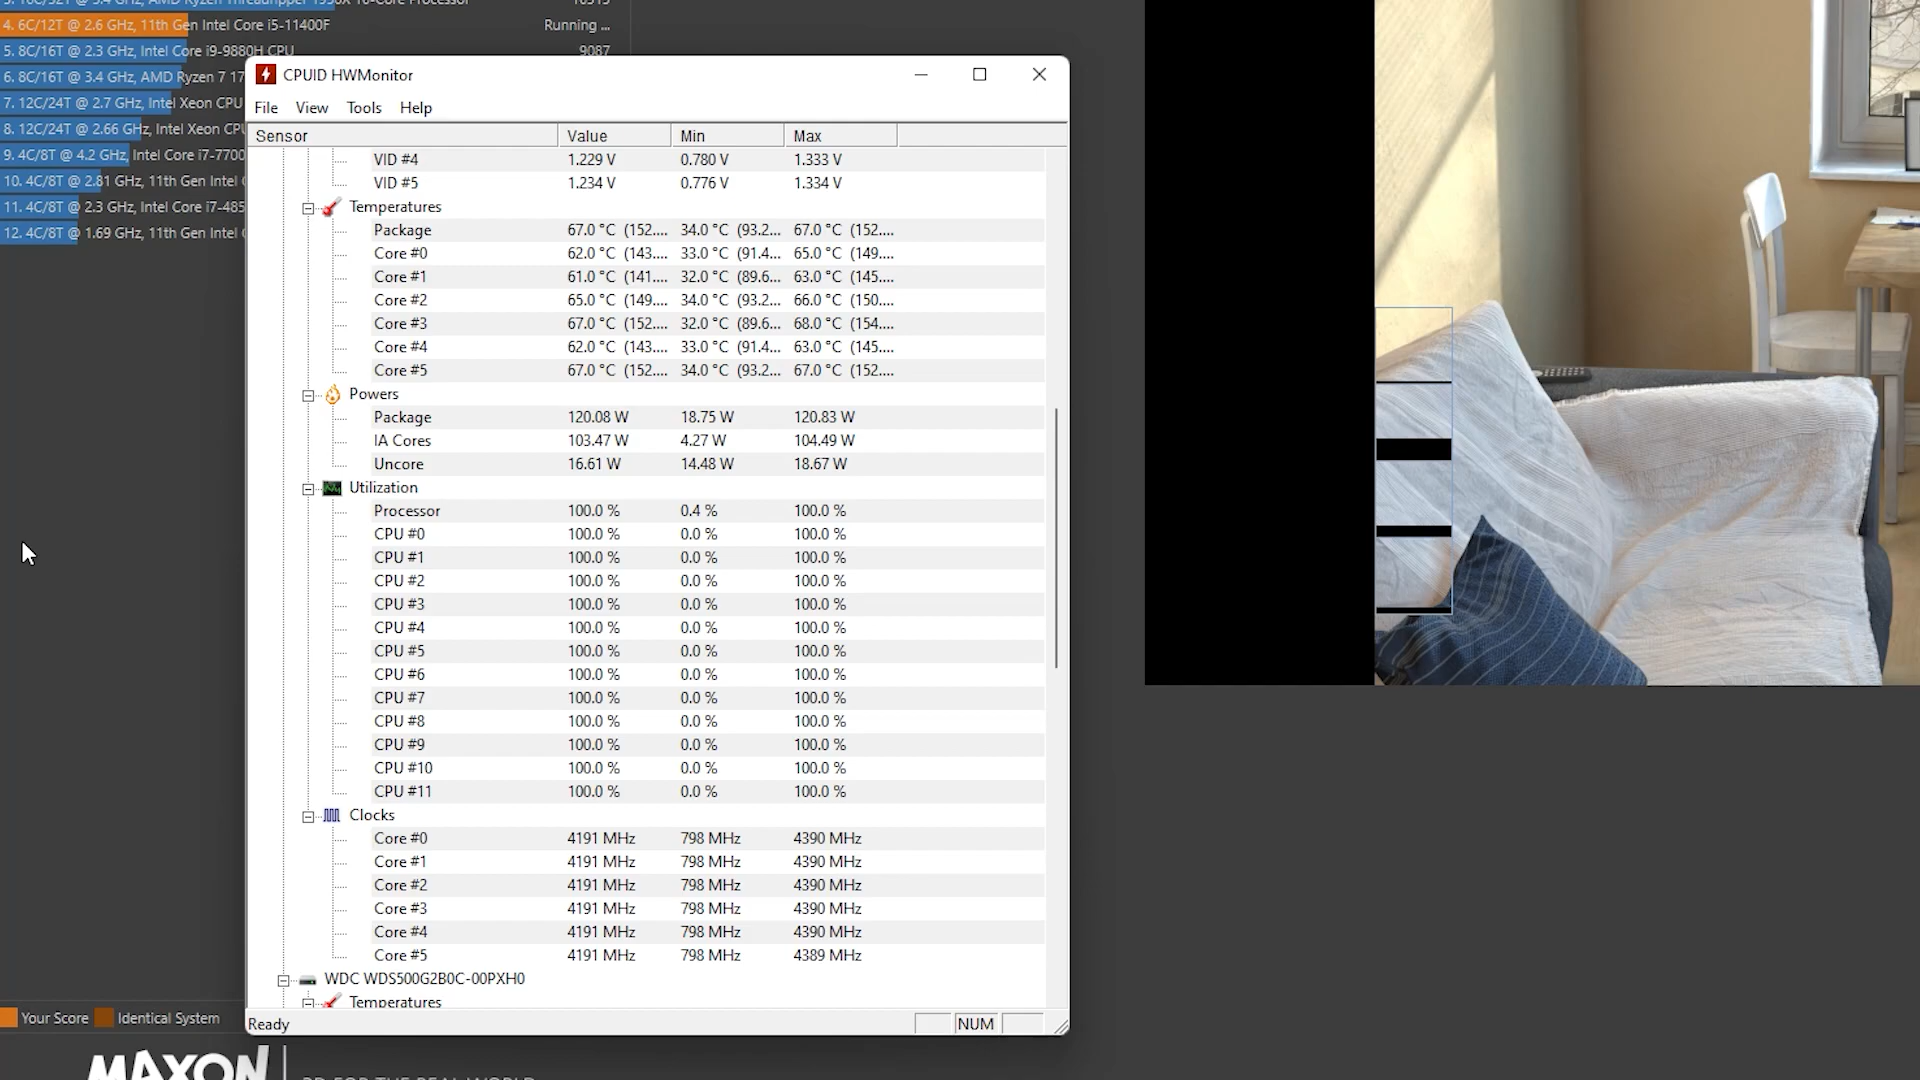 4. 6C/12T @ 2.6 GHz, 11th Gen Intel Core i5-11400F Running ...
5. 8C/16T @ 2.3 GHz, Intel Core i9-9880H CPU 9087
6. 8C/16T @ 3.4 GHz, AMD Ryzen 7 17
7. 12C/24T @ 2.7 GHz, Intel Xeon CPU
8. 12C/24T @ 2.66 GHz, Intel Xeon CPU
9. 4C/8T @ 4.2 GHz, Intel Core i7-7700
10. 4C/8T @ 2.81 GHz, 11th Gen Intel
11. 4C/8T @ 2.3 GHz, Intel Core i7-485
12. 4C/8T @ 1.69 GHz, 11th Gen Intel
CPUID HWMonitor
File View Tools Help
Sensor Value Min Max
VID #4 1.229 V 0.780 V 1.333 V
VID #5 1.234 V 0.776 V 1.334 V
Temperatures
Package 67.0 °C (152.... 34.0 °C (93.2... 67.0 °C (152....
Core #0 62.0 °C (143.... 33.0 °C (91.4... 65.0 °C (149....
Core #1 61.0 °C (141.... 32.0 °C (89.6... 63.0 °C (145....
Core #2 65.0 °C (149.... 34.0 °C (93.2... 66.0 °C (150....
Core #3 67.0 °C (152.... 32.0 °C (89.6... 68.0 °C (154....
Core #4 62.0 °C (143.... 33.0 °C (91.4... 63.0 °C (145....
Core #5 67.0 °C (152.... 34.0 °C (93.2... 67.0 °C (152....
Powers
Package 120.08 W 18.75 W 120.83 W
IA Cores 103.47 W 4.27 W 104.49 W
Uncore 16.61 W 14.48 W 18.67 W
Utilization
Processor 100.0 % 0.4 % 100.0 %
CPU #0 100.0 % 0.0 % 100.0 %
CPU #1 100.0 % 0.0 % 100.0 %
CPU #2 100.0 % 0.0 % 100.0 %
CPU #3 100.0 % 0.0 % 100.0 %
CPU #4 100.0 % 0.0 % 100.0 %
CPU #5 100.0 % 0.0 % 100.0 %
CPU #6 100.0 % 0.0 % 100.0 %
CPU #7 100.0 % 0.0 % 100.0 %
CPU #8 100.0 % 0.0 % 100.0 %
CPU #9 100.0 % 0.0 % 100.0 %
CPU #10 100.0 % 0.0 % 100.0 %
CPU #11 100.0 % 0.0 % 100.0 %
Clocks
Core #0 4191 MHz 798 MHz 4390 MHz
Core #1 4191 MHz 798 MHz 4390 MHz
Core #2 4191 MHz 798 MHz 4390 MHz
Core #3 4191 MHz 798 MHz 4390 MHz
Core #4 4191 MHz 798 MHz 4390 MHz
Core #5 4191 MHz 798 MHz 4389 MHz
WDC WDS500G2B0C-00PXH0
Temperatures
Ready NUM
Your Score Identical System
MAXON